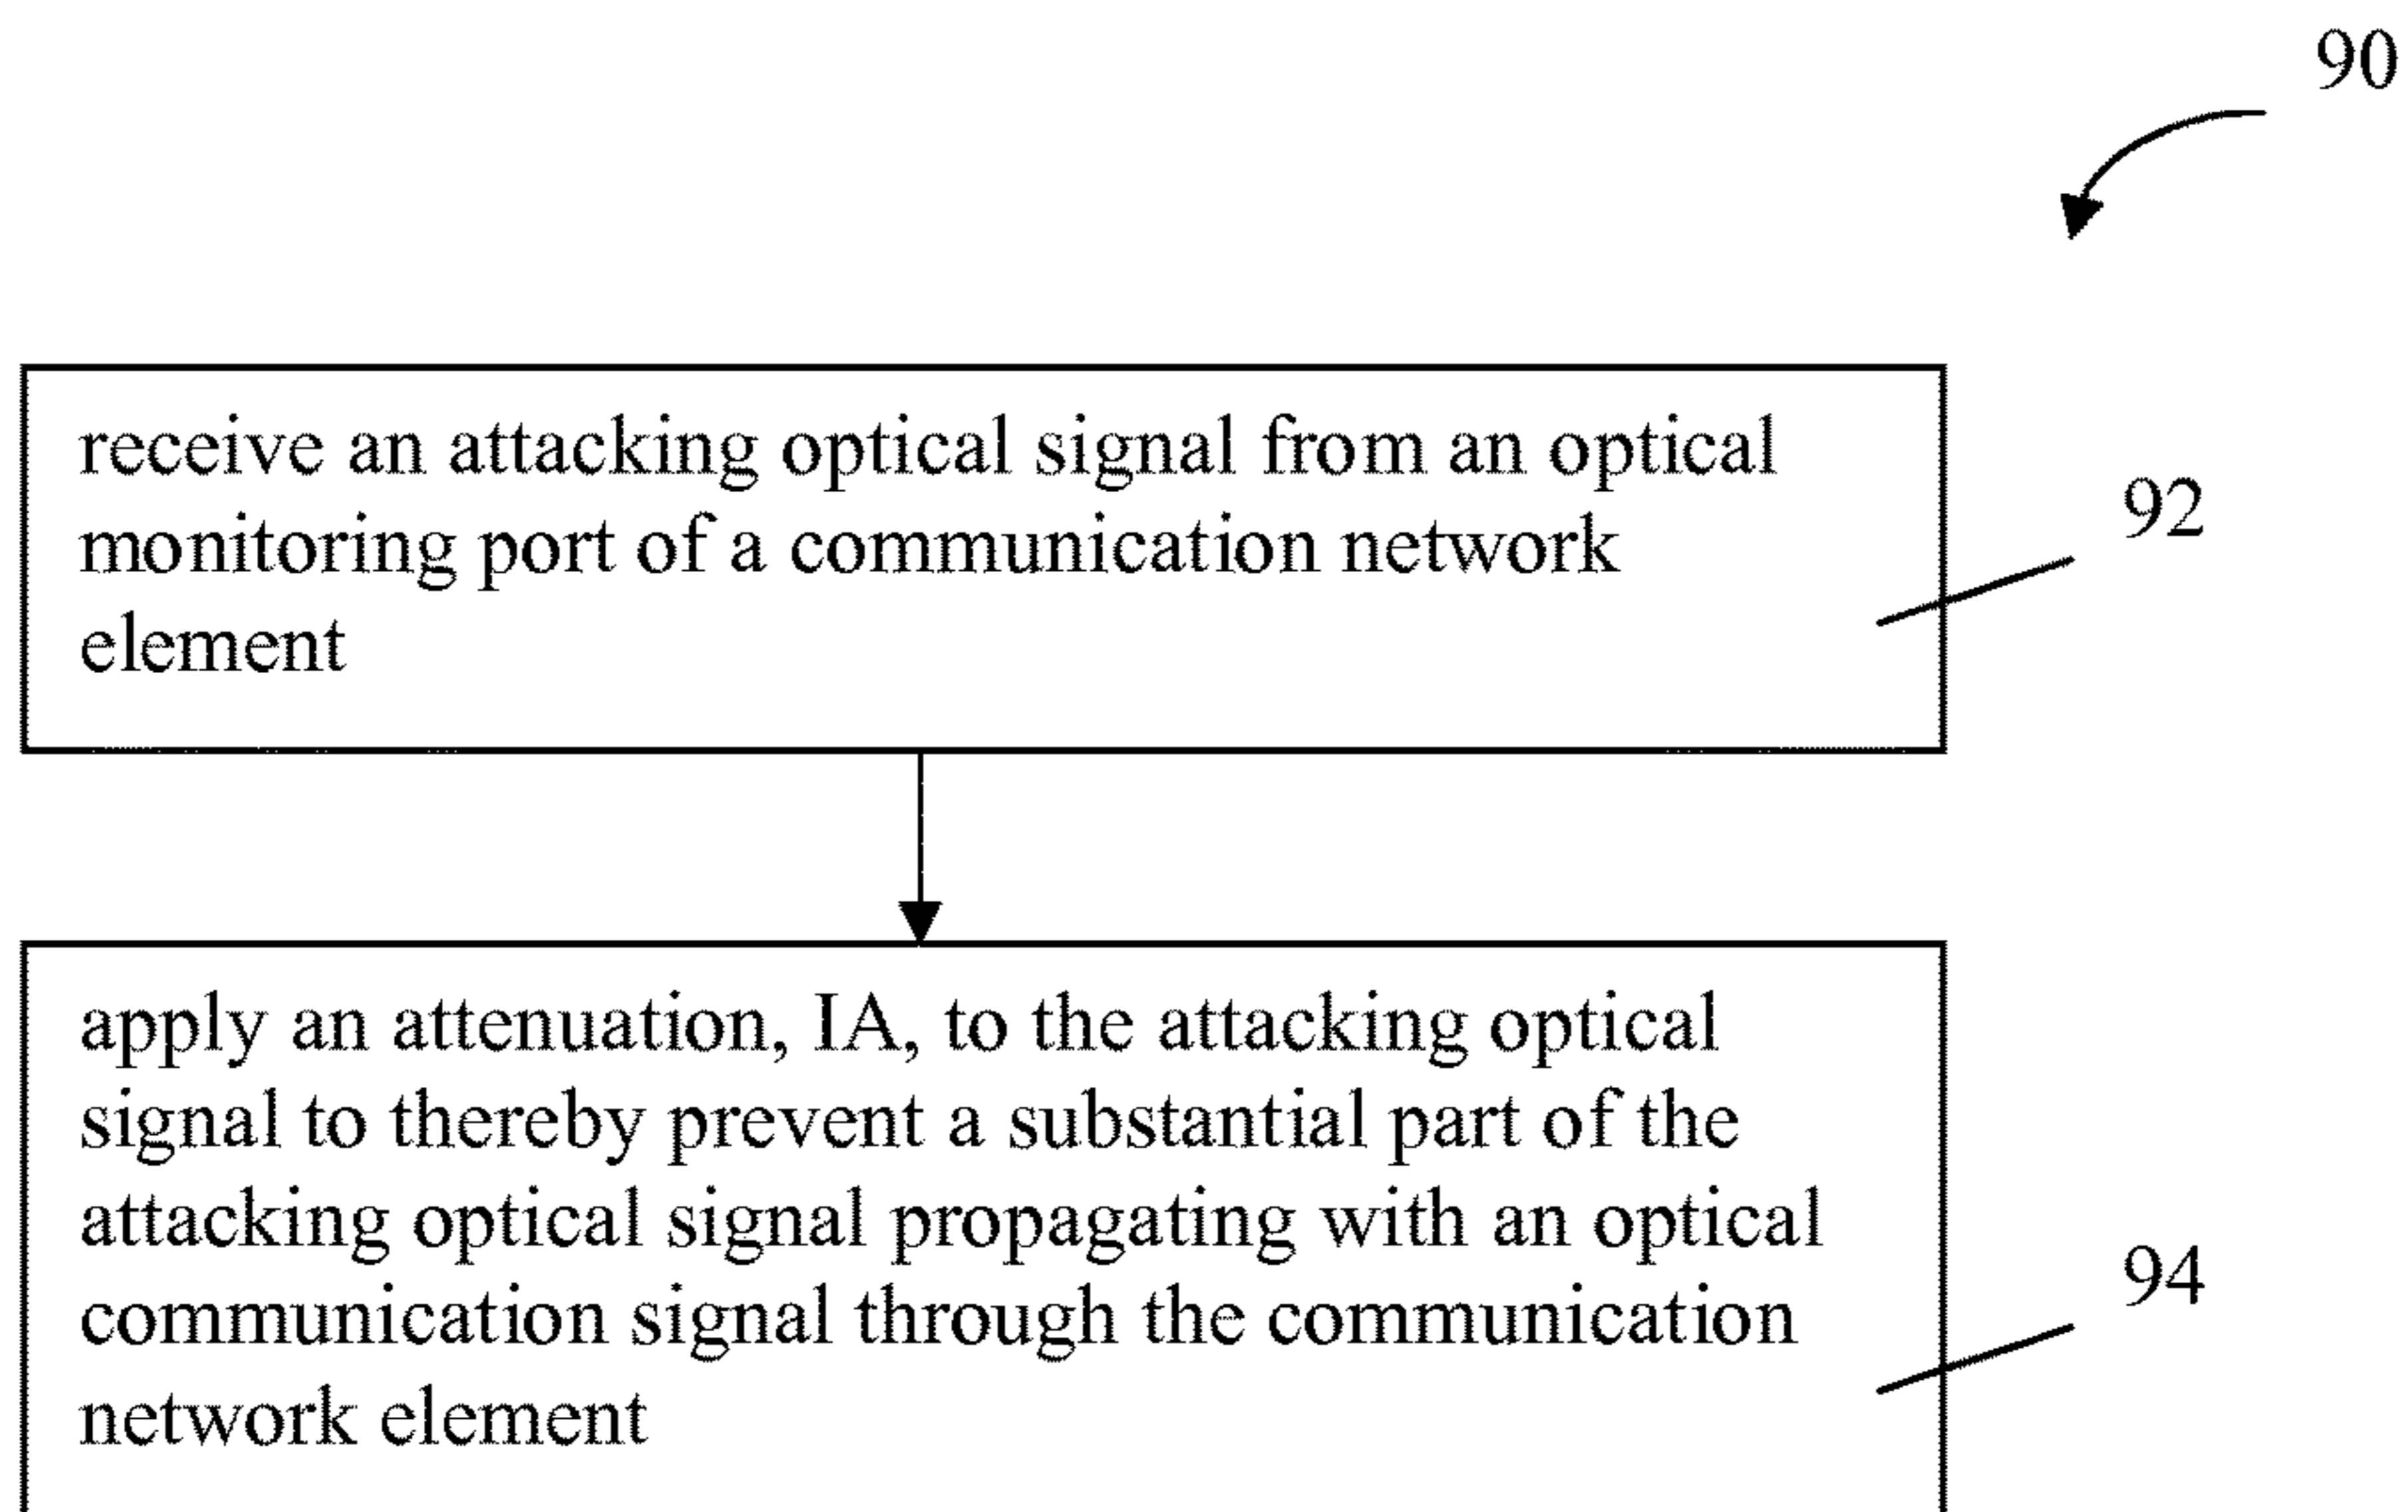 90
receive an attacking optical signal from an optical
monitoring port of a communication network
element
92
apply an attenuation, IA, to the attacking optical
signal to thereby prevent a substantial part of the
attacking optical signal propagating with an optical
communication signal through the communication
network element
94